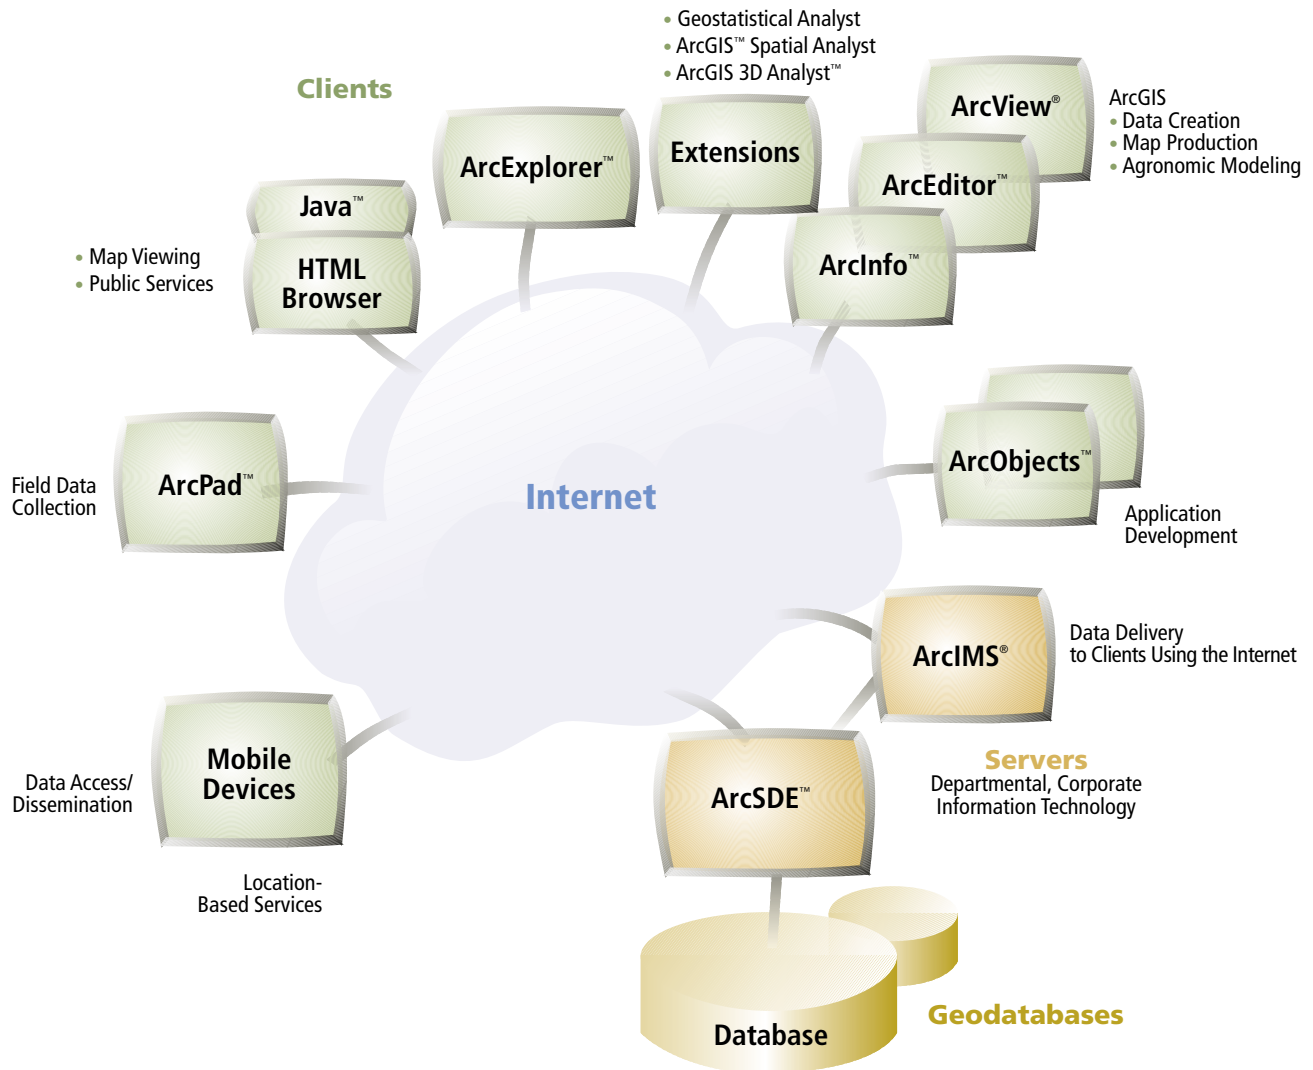 • Geostatistical Analyst
• ArcGIS™ Spatial Analyst
• ArcGIS 3D Analyst™
Clients
ArcExplorer™
Extensions
ArcView®
ArcEditor™
ArcInfo™
ArcGIS
• Data Creation
• Map Production
• Agronomic Modeling
Java™
HTML
Browser
• Map Viewing
• Public Services
ArcPad™
Field Data
Collection
Internet
ArcObjects™
Application
Development
ArcIMS®
Data Delivery
to Clients Using the Internet
Mobile
Devices
Data Access/
Dissemination
Location-
Based Services
ArcSDE™
Servers
Departmental, Corporate
Information Technology
Database
Geodatabases